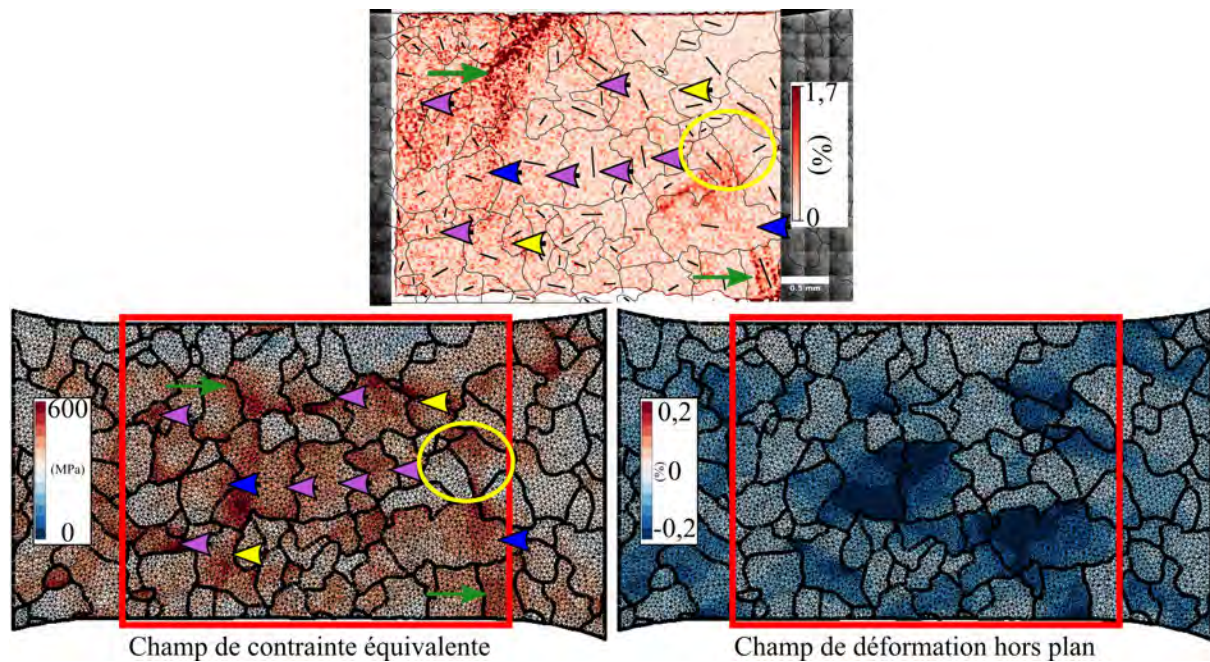 1,7
(%)
0
0.5 mm
600
(MPa)
0
0,2
(%)
0
-0,2
Champ de contrainte équivalente
Champ de déformation hors plan